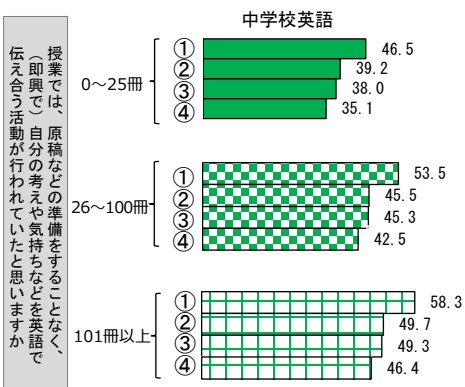 中学校英語
授業では、原稿などの準備をすることなく、
（即興で）自分の考えや気持ちなどを英語で
伝え合う活動が行われていたと思いますか
0～25冊
① 46.5
② 39.2
③ 38.0
④ 35.1
26～100冊
① 53.5
② 45.5
③ 45.3
④ 42.5
101冊以上
① 58.3
② 49.7
③ 49.3
④ 46.4